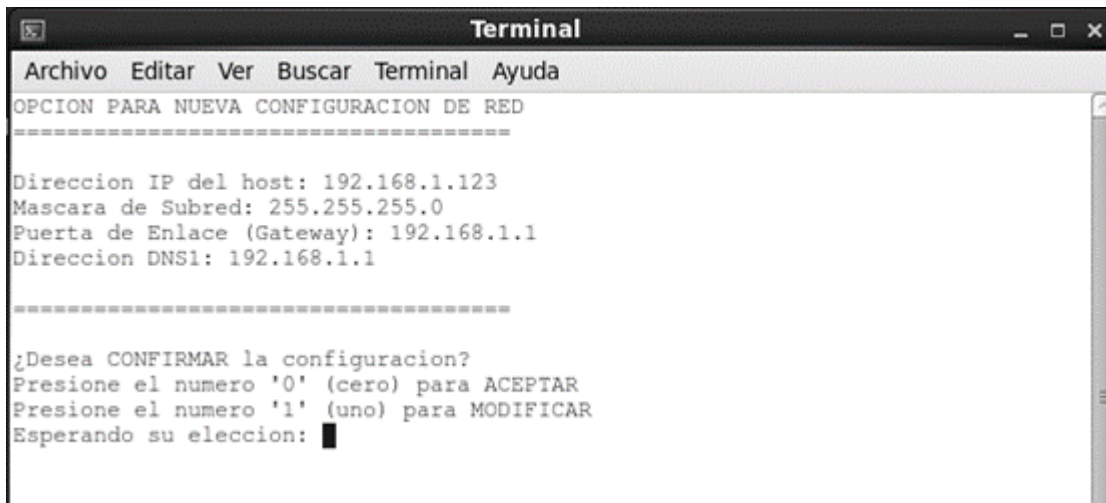 Terminal
Archivo Editar Ver Buscar Terminal Ayuda
OPCION PARA NUEVA CONFIGURACION DE RED
=====================================
Direccion IP del host: 192.168.1.123
Mascara de Subred: 255.255.255.0
Puerta de Enlace (Gateway): 192.168.1.1
Direccion DNS1: 192.168.1.1
=====================================
¿Desea CONFIRMAR la configuracion?
Presione el numero '0' (cero) para ACEPTAR
Presione el numero '1' (uno) para MODIFICAR
Esperando su eleccion: